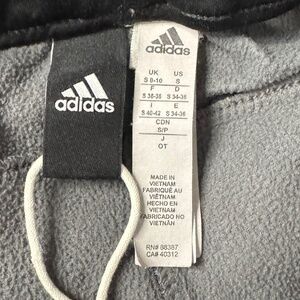 adidas
adidas
UK US
S 8-10 S
F D
S 36-38 S 34-36
I E
S 40-42 S 34-36
CDN
S/P
J
OT
MADE IN
VIETNAM
FABRIQUÉ AU
VIETNAM
HECHO EN
VIETNAM
FABRICADO NO
VIETNÃN
RN# 88387
CA# 40312